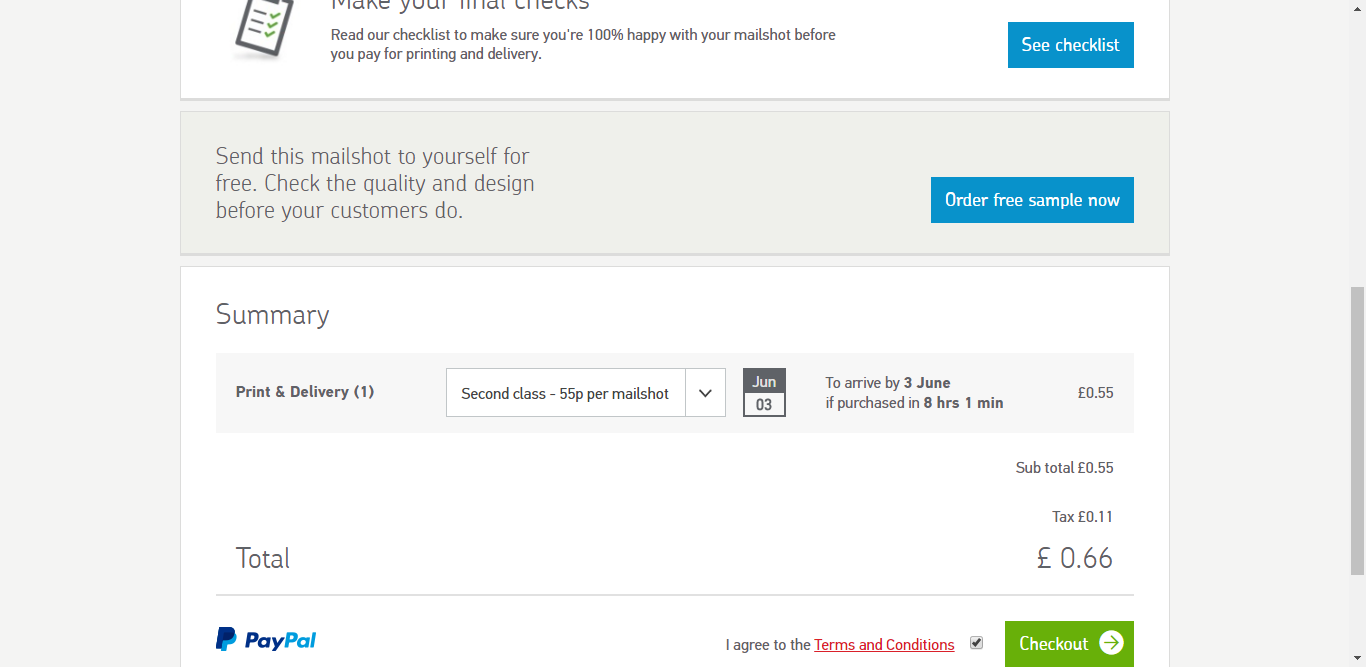 Make your final checks
Read our checklist to make sure you're 100% happy with your mailshot before
you pay for printing and delivery.
See checklist
Send this mailshot to yourself for
free. Check the quality and design
before your customers do.
Order free sample now
Summary
Print & Delivery (1)
Second class - 55p per mailshot
Jun
03
To arrive by 3 June
if purchased in 8 hrs 1 min
£0.55
Sub total £0.55
Tax £0.11
Total
£ 0.66
PayPal
I agree to the Terms and Conditions
Checkout